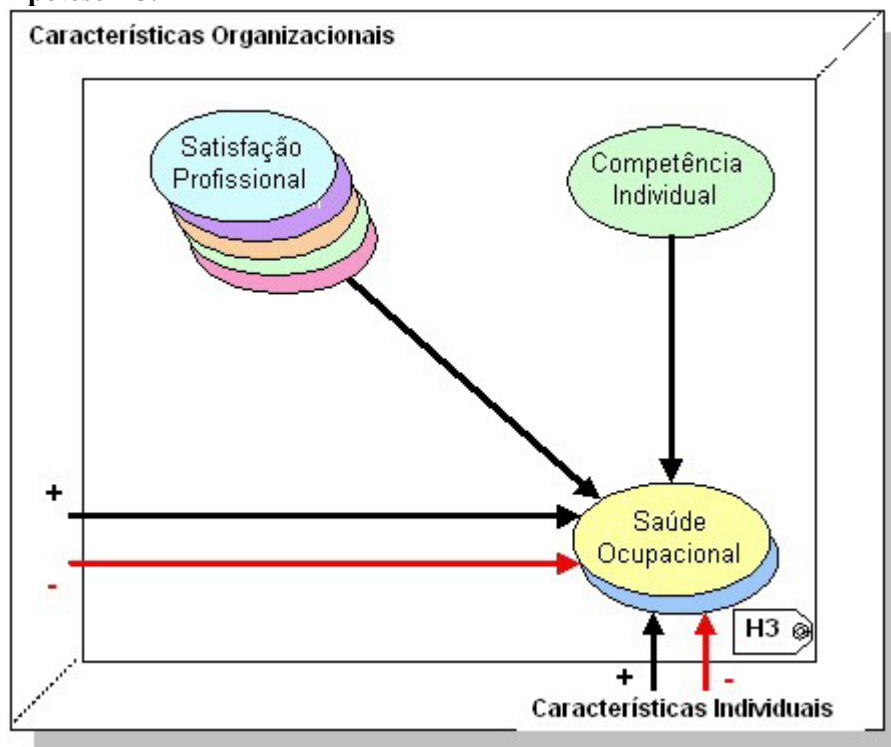 Características Organizacionais
Satisfação
Profissional
Competência
Individual
+
-
Saúde
Ocupacional
H3
+
-
Características Individuais